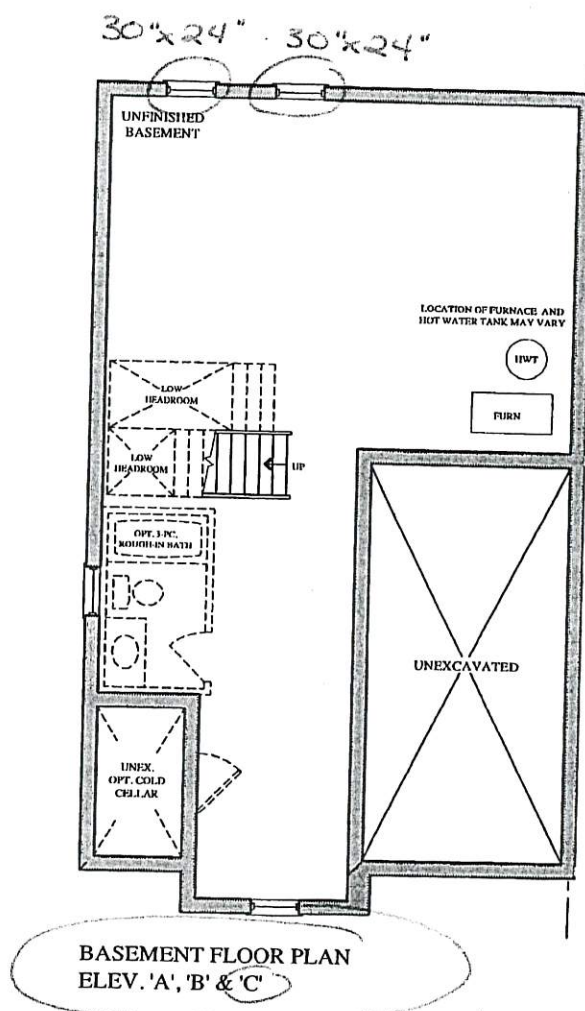 30"x24" . 30"x24"
UNFINISHED
BASEMENT
LOCATION OF FURNACE AND
HOT WATER TANK MAY VARY
HWT
FURN
LOW
HEADROOM
LOW
HEADROOM
UP
OPT. 3-PC.
ROUGH-IN BATH
UNEXCAVATED
UNEX.
OPT. COLD
CELLAR
BASEMENT FLOOR PLAN
ELEV. 'A', 'B' & 'C'